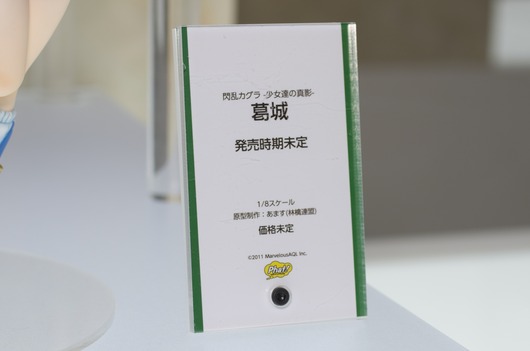 閃乱カグラ -少女達の真影-
葛城
発売時期未定
1/8スケール
原型制作：あます(林檎連盟)
価格未定
©2011 MarvelousAQL Inc.
Phat!